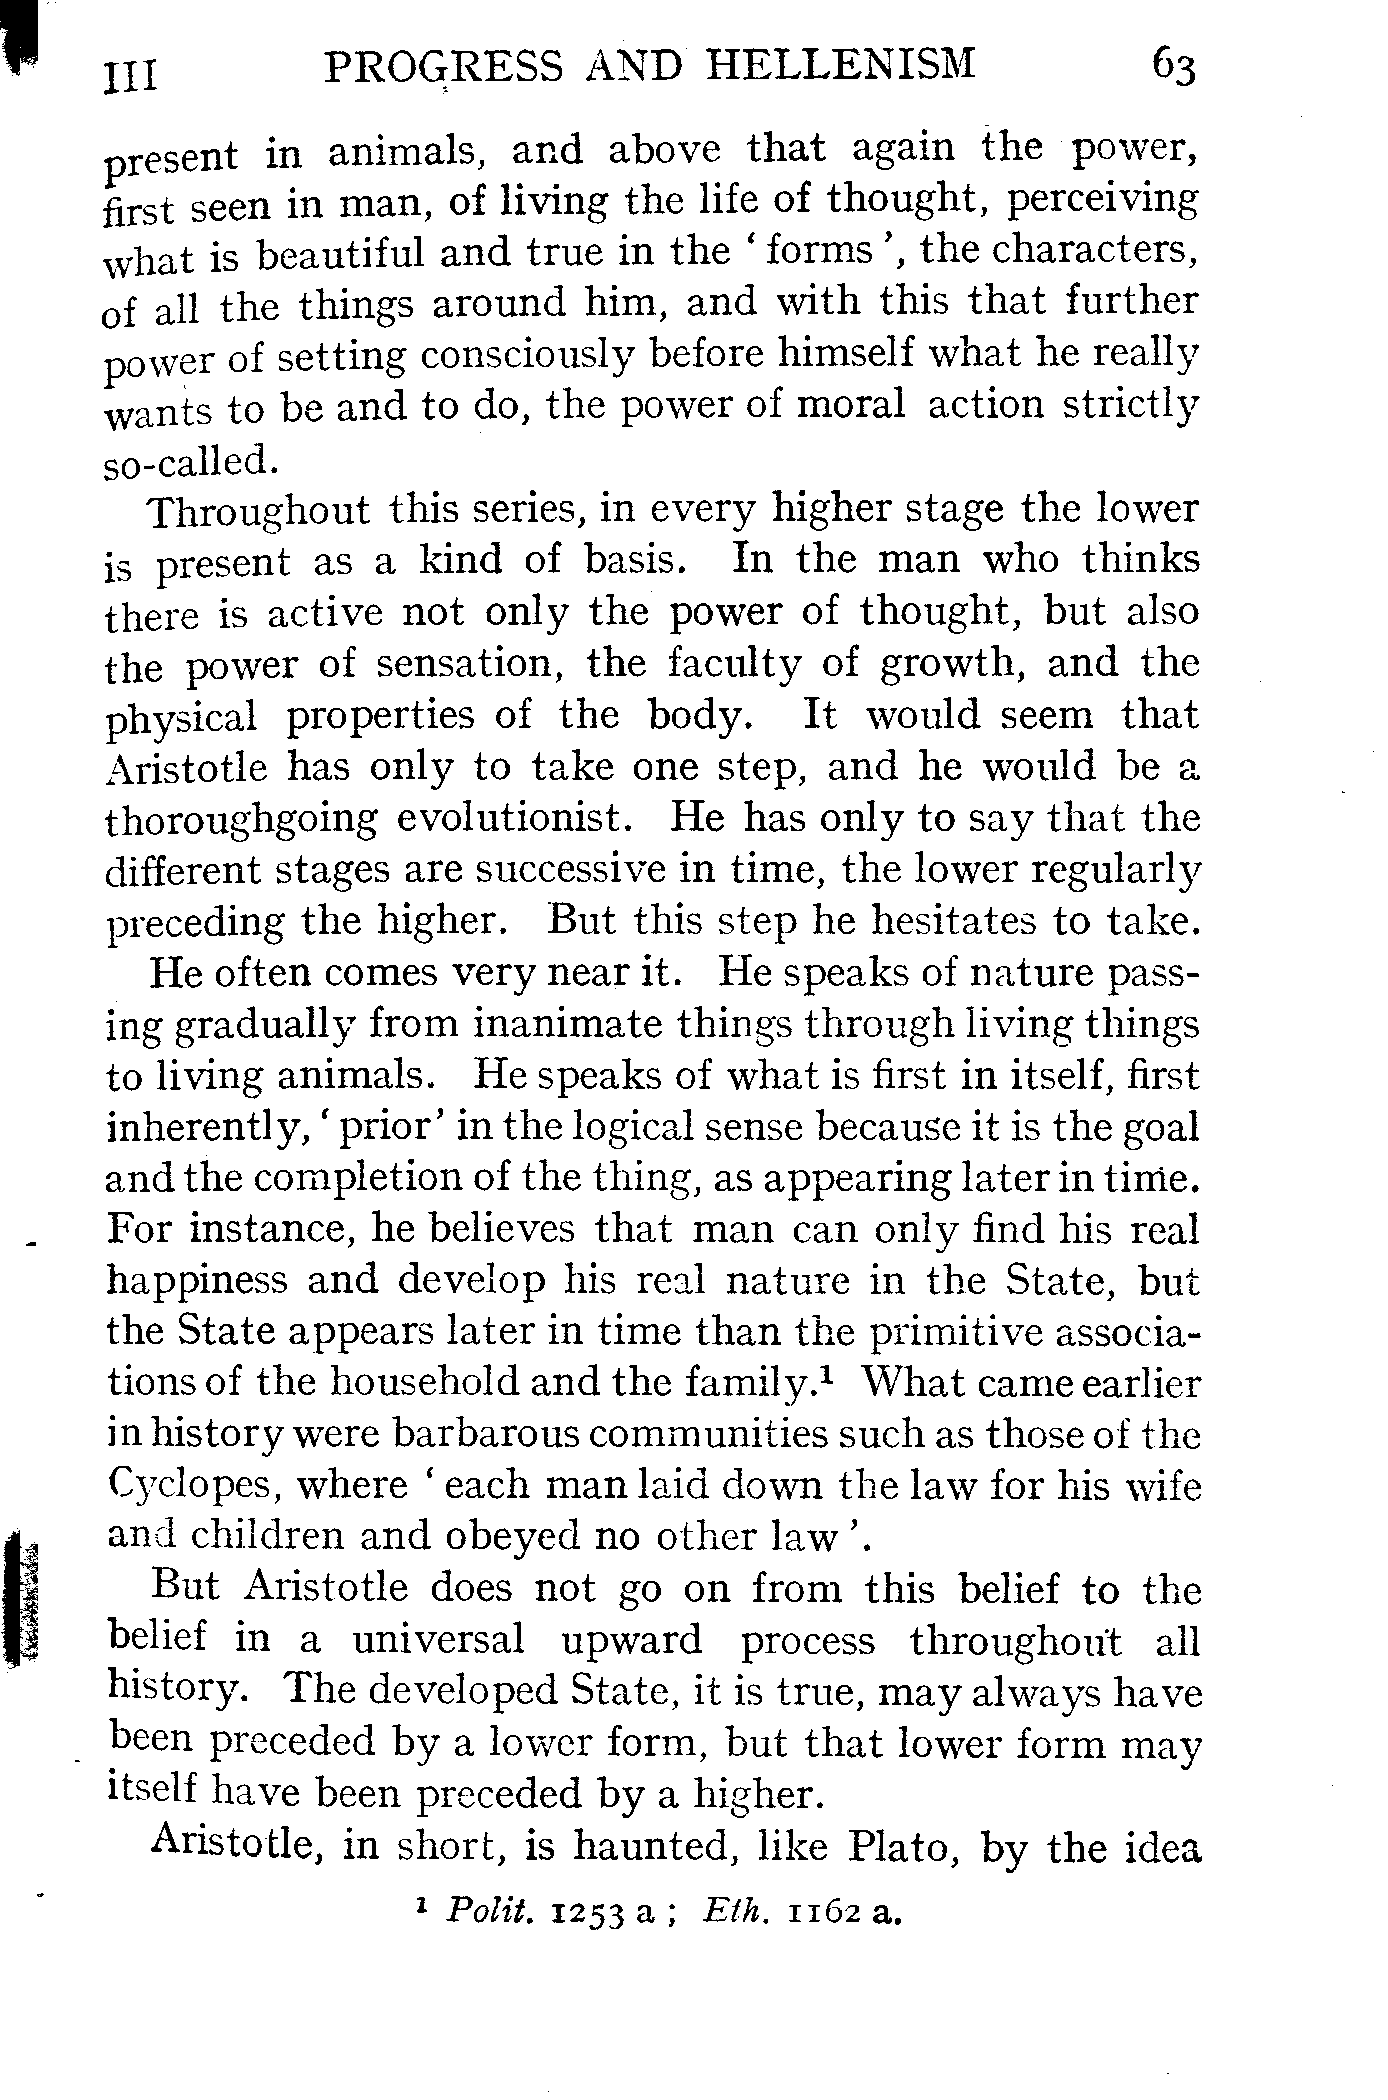 III PROGRESS AND HELLENISM 63
present in animals, and above that again the power,
first seen in man, of living the life of thought, perceiving
what is beautiful and true in the ‘ forms ’, the characters,
of all the things around him, and with this that further
power of setting consciously before himself what he really
wants to be and to do, the power of moral action strictly
so-called.
Throughout this series, in every higher stage the lower
is present as a kind of basis. In the man who thinks
there is active not only the power of thought, but also
the power of sensation, the faculty of growth, and the
physical properties of the body. It would seem that
Aristotle has only to take one step, and he would be a
thoroughgoing evolutionist. He has only to say that the
different stages are successive in time, the lower regularly
preceding the higher. But this step he hesitates to take.
He often comes very near it. He speaks of nature pass-
ing gradually from inanimate things through living things
to living animals. He speaks of what is first in itself, first
inherently, ‘ prior’ in the logical sense because it is the goal
and the completion of the thing, as appearing later in time.
For instance, he believes that man can only find his real
happiness and develop his real nature in the State, but
the State appears later in time than the primitive associa-
tions of the household and the family.¹ What came earlier
in history were barbarous communities such as those of the
Cyclopes, where ‘ each man laid down the law for his wife
and children and obeyed no other law ’.
But Aristotle does not go on from this belief to the
belief in a universal upward process throughout all
history. The developed State, it is true, may always have
been preceded by a lower form, but that lower form may
itself have been preceded by a higher.
Aristotle, in short, is haunted, like Plato, by the idea
¹ Polit. 1253 a ; Eth. 1162 a.